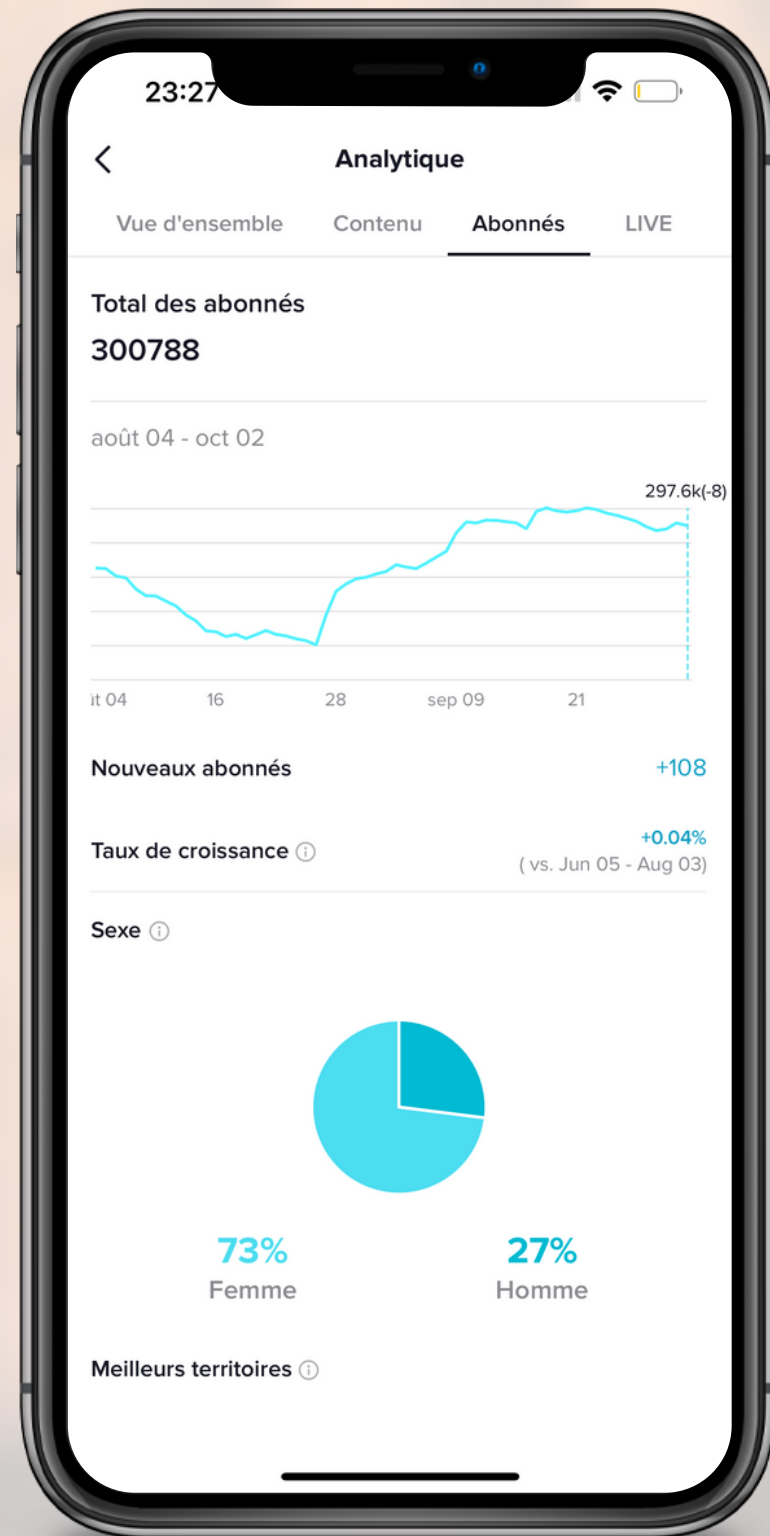 23:27
Analytique
Vue d'ensemble Contenu Abonnés LIVE
Total des abonnés
300788
août 04 - oct 02
297.6k(-8)
ût 04 16 28 sep 09 21
Nouveaux abonnés +108
Taux de croissance +0.04%
( vs. Jun 05 - Aug 03)
Sexe
73% 27%
Femme Homme
Meilleurs territoires